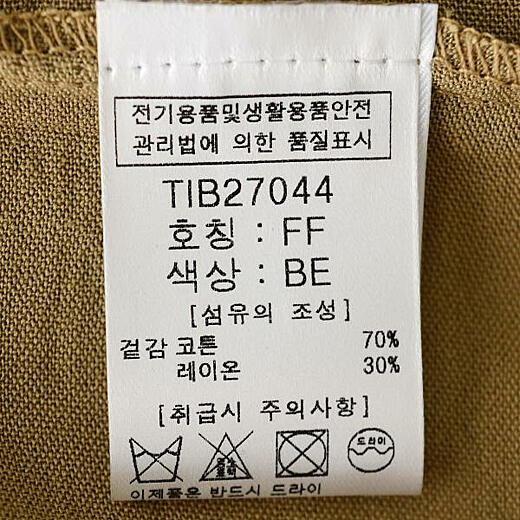 전기용품및생활용품안전
관리법에 의한 품질표시
TIB27044
호칭 : FF
색상 : BE
[섬유의 조성]
겉감 코튼 70%
레이온 30%
[취급시 주의사항]
드라이
이제품은 반드시 드라이